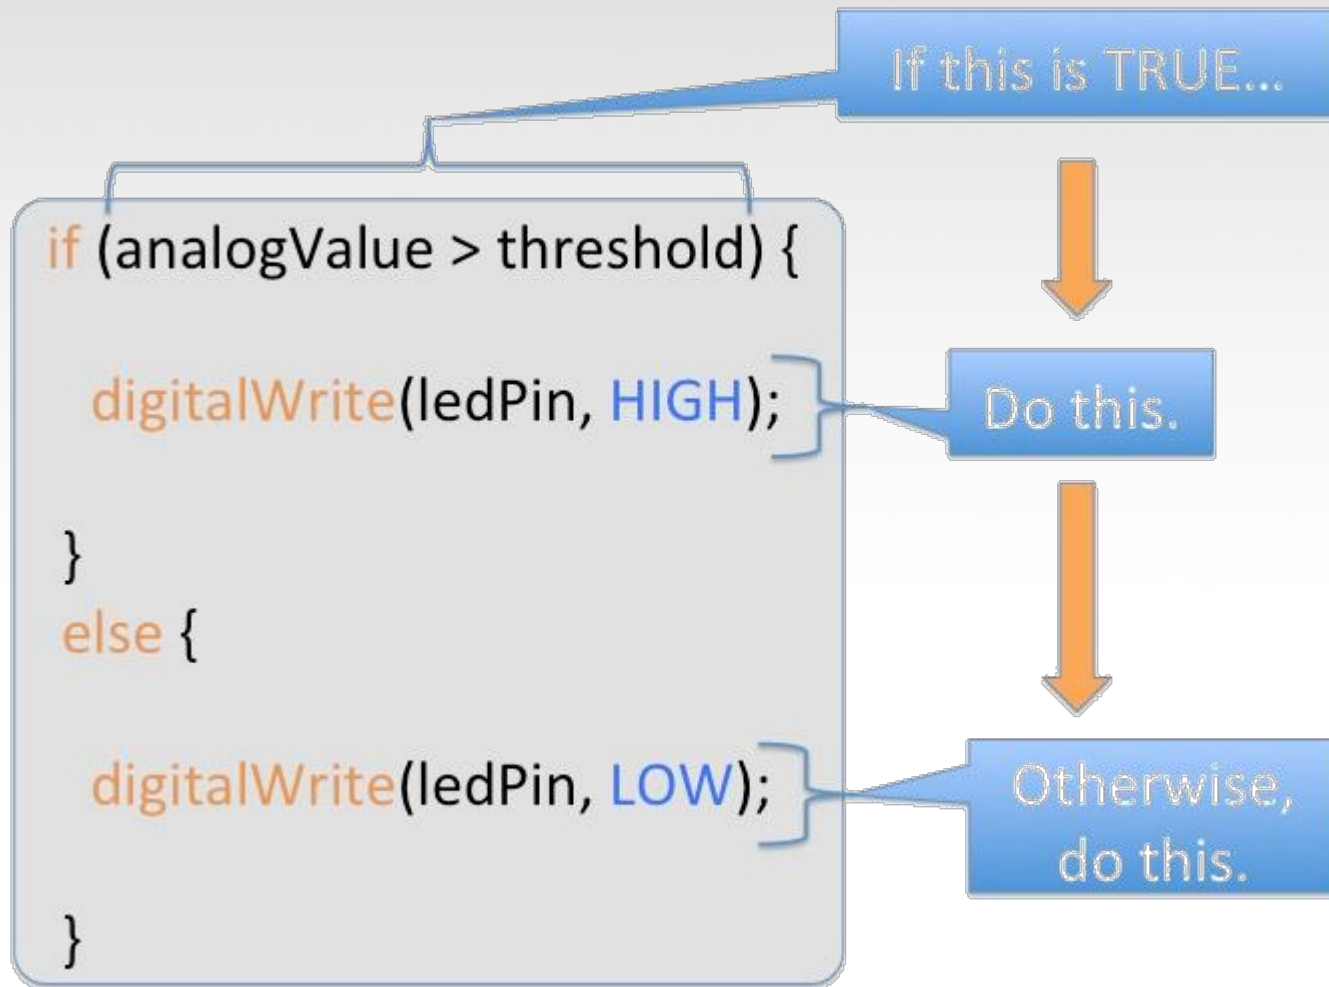 If this is TRUE...
if (analogValue > threshold) {
digitalWrite(ledPin, HIGH);
Do this.
}
else {
digitalWrite(ledPin, LOW);
Otherwise,
do this.
}